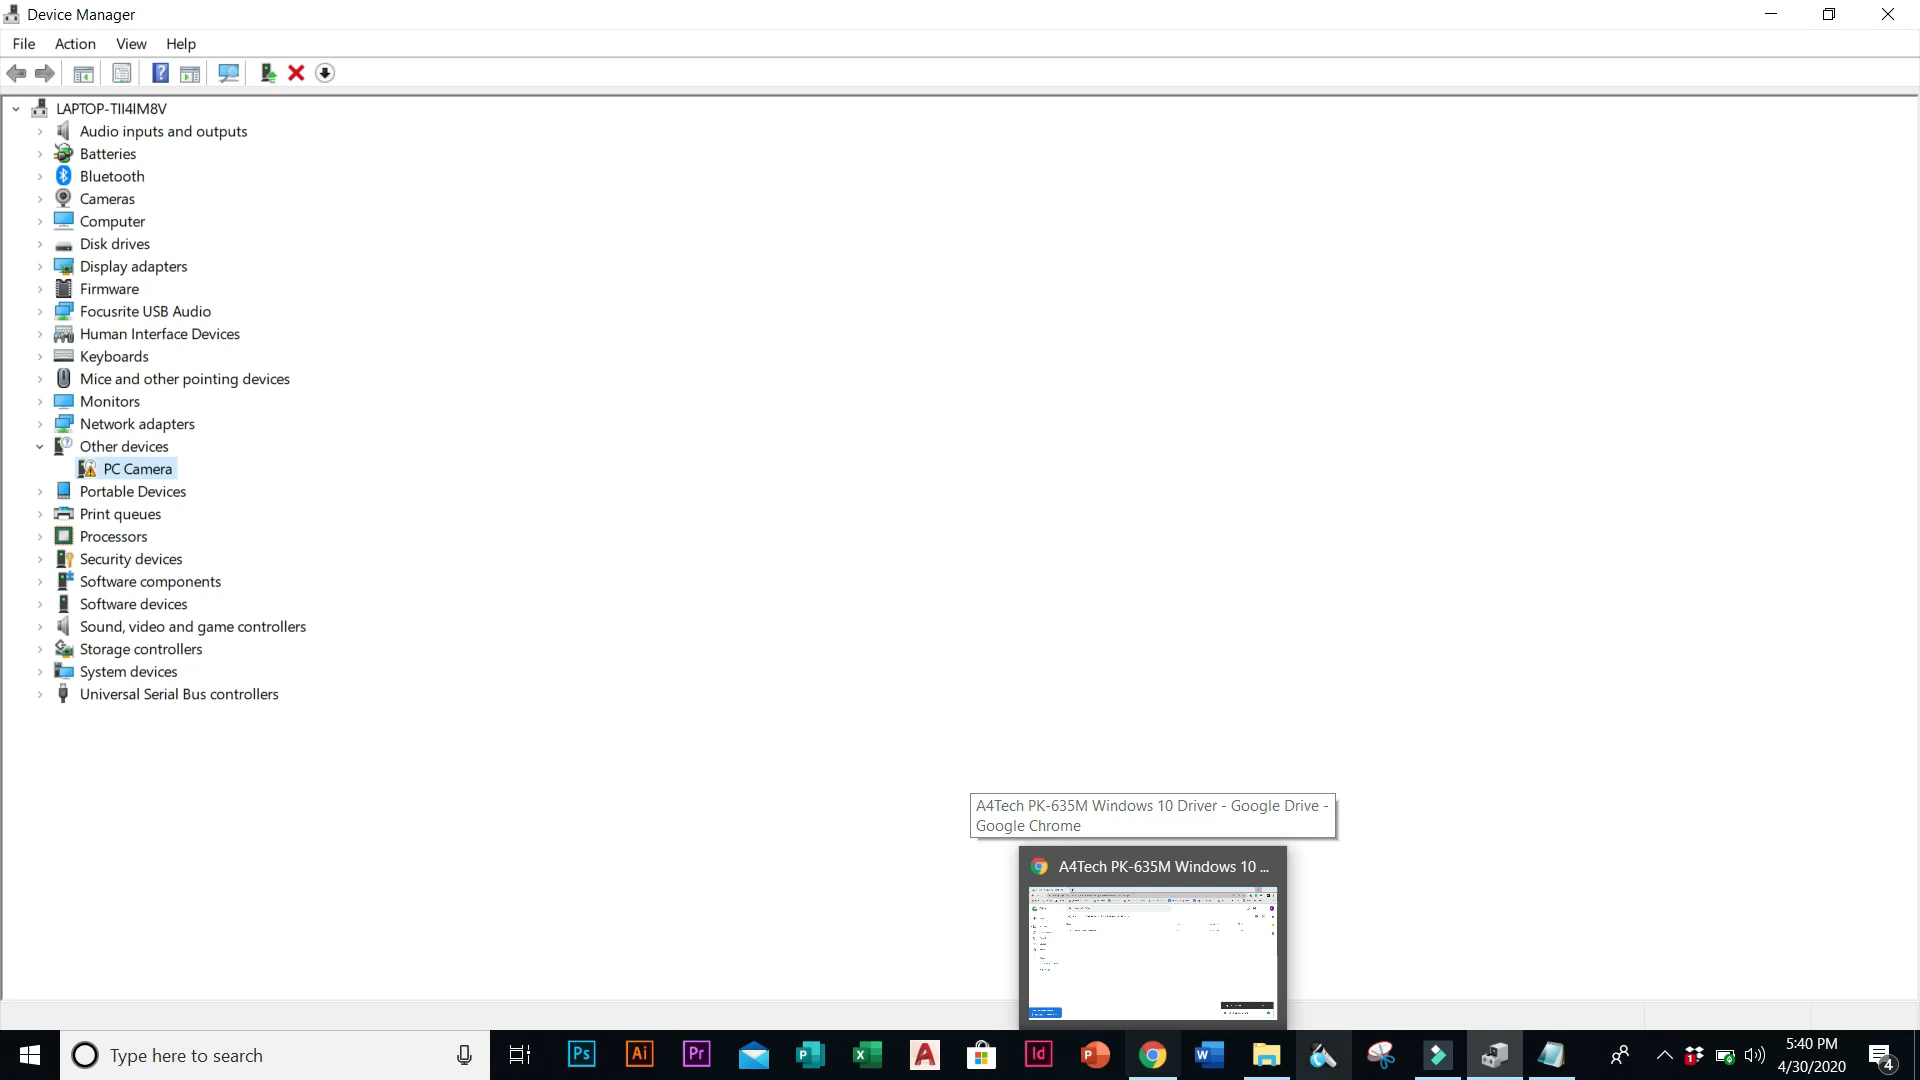 Device Manager
File Action View Help
LAPTOP-TII4IM8V
Audio inputs and outputs
Batteries
Bluetooth
Cameras
Computer
Disk drives
Display adapters
Firmware
Focusrite USB Audio
Human Interface Devices
Keyboards
Mice and other pointing devices
Monitors
Network adapters
Other devices
PC Camera
Portable Devices
Print queues
Processors
Security devices
Software components
Software devices
Sound, video and game controllers
Storage controllers
System devices
Universal Serial Bus controllers
A4Tech PK-635M Windows 10 Driver - Google Drive -
Google Chrome
A4Tech PK-635M Windows 10 ...
Type here to search
Ps
Ai
Pr
Id
5:40 PM
4/30/2020
4